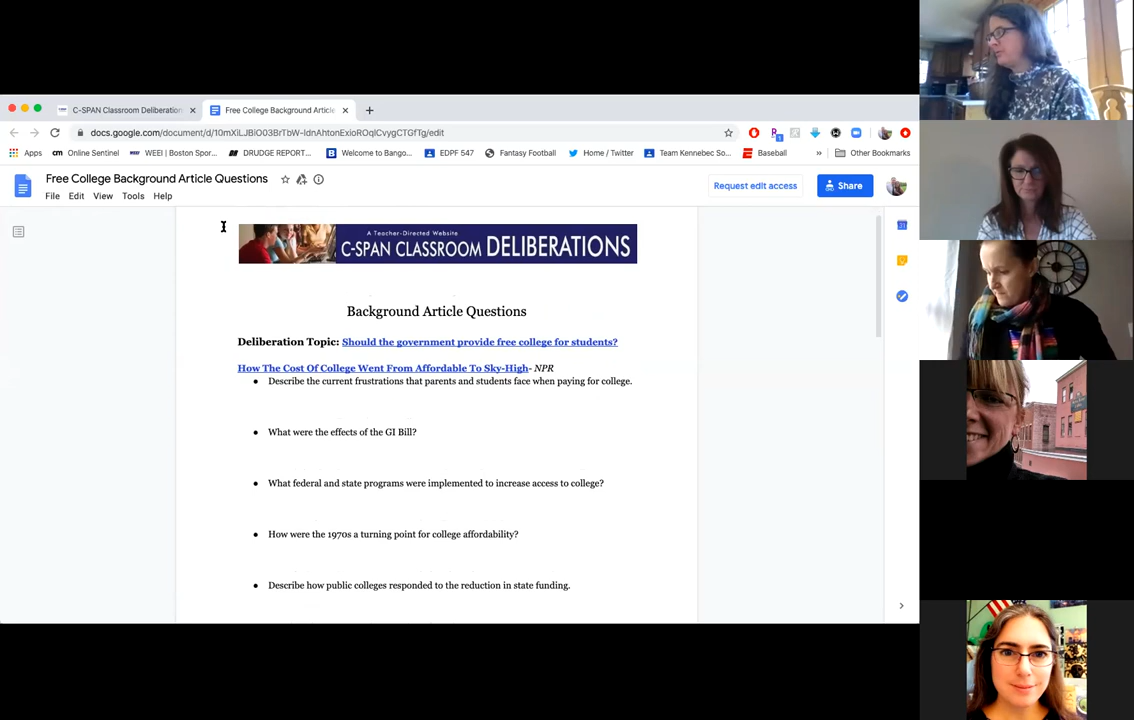 C-SPAN Classroom Deliberation
Free College Background Article
docs.google.com/document/d/10mXiLJBiO03BrTbW-IdnAhtonExioROqlCvygCTGfTg/edit
Apps
cm Online Sentinel
WEEI | Boston Spor...
DRUDGE REPORT...
B Welcome to Bango...
EDPF 547
Fantasy Football
Home / Twitter
Team Kennebec So...
Baseball
»
Other Bookmarks
Free College Background Article Questions
Request edit access
Share
File Edit View Tools Help
A Teacher-Directed Website
C-SPAN CLASSROOM DELIBERATIONS
Background Article Questions
Deliberation Topic: Should the government provide free college for students?
How The Cost Of College Went From Affordable To Sky-High- NPR
● Describe the current frustrations that parents and students face when paying for college.
● What were the effects of the GI Bill?
● What federal and state programs were implemented to increase access to college?
● How were the 1970s a turning point for college affordability?
● Describe how public colleges responded to the reduction in state funding.